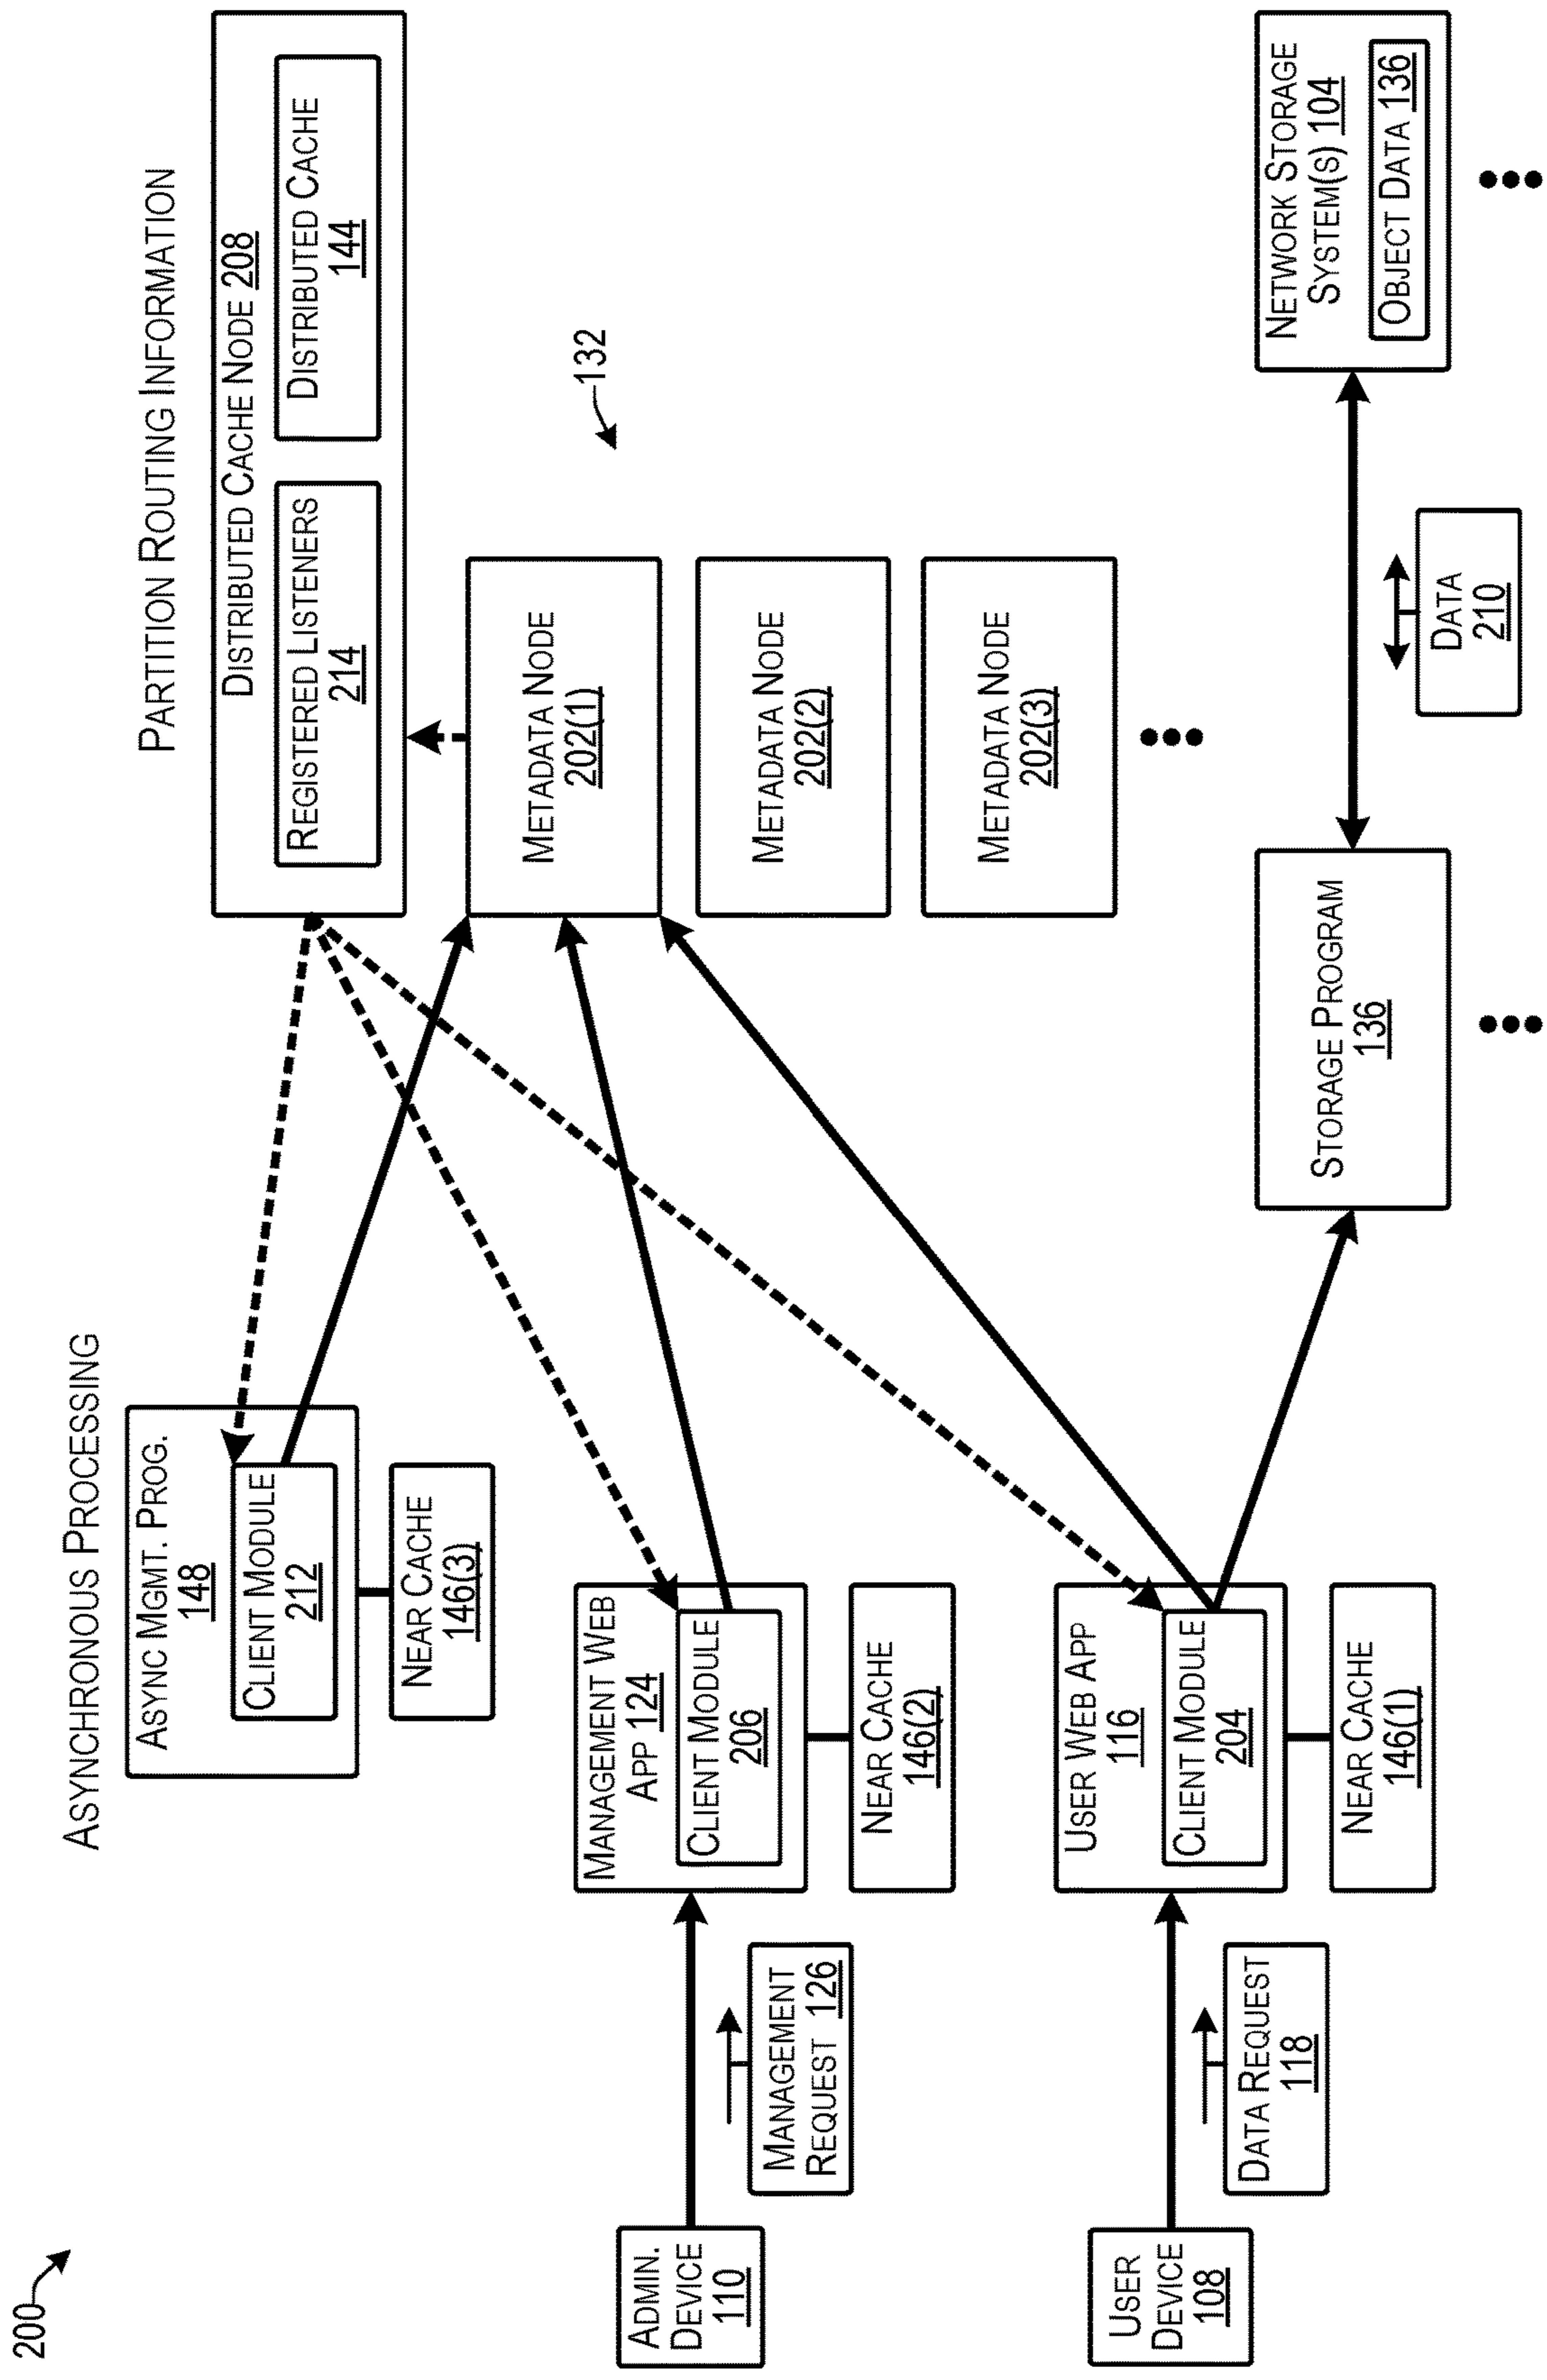 200
ASYNCHRONOUS PROCESSING
PARTITION ROUTING INFORMATION
ASYNC MGMT. PROG.
148
CLIENT MODULE
212
NEAR CACHE
146(3)
DISTRIBUTED CACHE NODE 208
REGISTERED LISTENERS
214
DISTRIBUTED CACHE
144
ADMIN.
DEVICE
110
MANAGEMENT
REQUEST 126
MANAGEMENT WEB
APP 124
CLIENT MODULE
206
NEAR CACHE
146(2)
METADATA NODE
202(1)
132
METADATA NODE
202(2)
METADATA NODE
202(3)
USER
DEVICE
108
DATA REQUEST
118
USER WEB APP
116
CLIENT MODULE
204
NEAR CACHE
146(1)
STORAGE PROGRAM
136
DATA
210
NETWORK STORAGE
SYSTEM(S) 104
OBJECT DATA 136